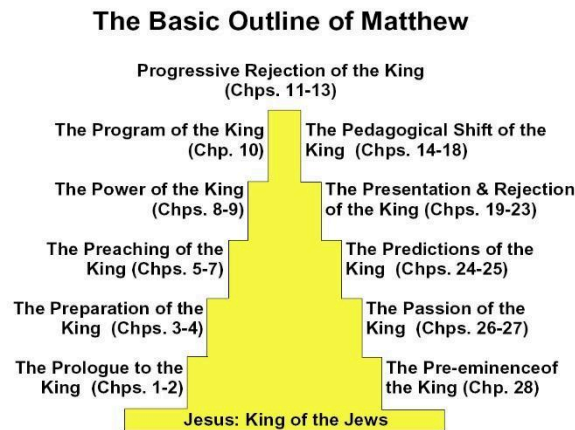 The Basic Outline of Matthew
Progressive Rejection of the King
(Chps. 11-13)
The Program of the King
(Chp. 10)
The Pedagogical Shift of the
King (Chps. 14-18)
The Power of the King
(Chps. 8-9)
The Presentation & Rejection
of the King (Chps. 19-23)
The Preaching of the
King (Chps. 5-7)
The Predictions of the
King (Chps. 24-25)
The Preparation of the
King (Chps. 3-4)
The Passion of the
King (Chps. 26-27)
The Prologue to the
King (Chps. 1-2)
The Pre-eminenceof
the King (Chp. 28)
Jesus: King of the Jews